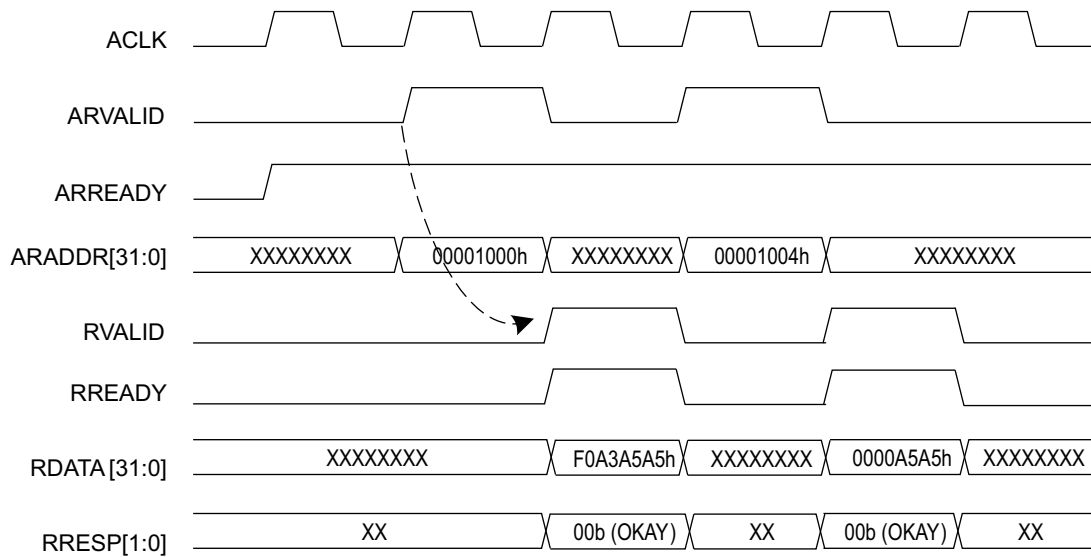 ACLK
ARVALID
ARREADY
ARADDR[31:0] XXXXXXXX 00001000h XXXXXXXX 00001004h XXXXXXXX
RVALID
RREADY
RDATA [31:0] XXXXXXXX F0A3A5A5h XXXXXXXX 0000A5A5h XXXXXXXX
RRESP[1:0] XX 00b (OKAY) XX 00b (OKAY) XX